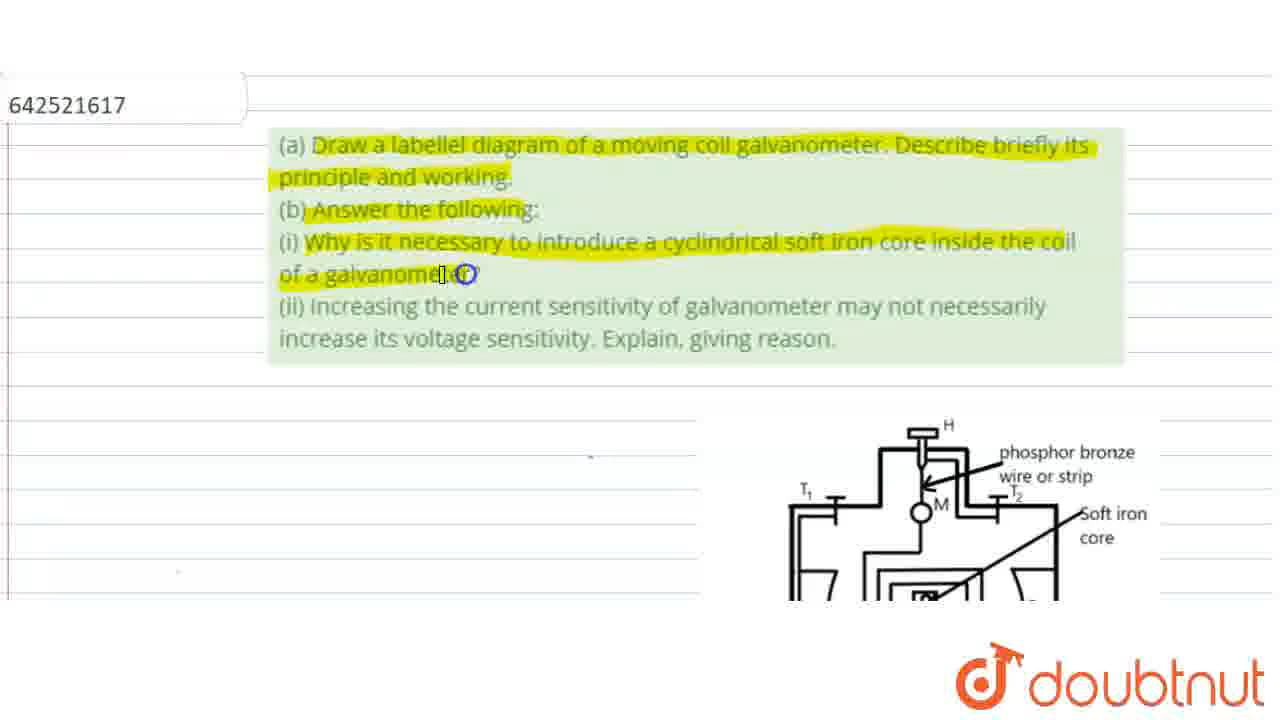 642521617
(a) Draw a labellel diagram of a moving coil galvanometer. Describe briefly its
principle and working.
(b) Answer the following:
(i) Why is it necessary to introduce a cyclindrical soft iron core inside the coil
of a galvanometer?
(ii) Increasing the current sensitivity of galvanometer may not necessarily
increase its voltage sensitivity. Explain, giving reason.
H
phosphor bronze
wire or strip
T1
T2
M
Soft iron
core
doubtnut